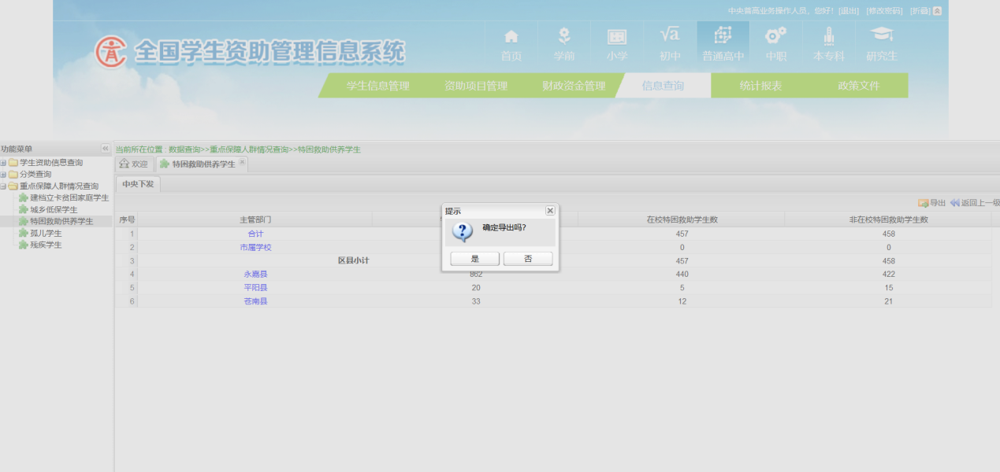 中央普高业务操作人员，您好！[退出] [修改密码] [折叠]
全国学生资助管理信息系统
首页 学前 小学 初中 普通高中 中职 本专科 研究生
学生信息管理 资助项目管理 财政资金管理 信息查询 统计报表 政策文件
功能菜单
学生资助信息查询
分类查询
重点保障人群情况查询
建档立卡贫困家庭学生
城乡低保学生
特困救助供养学生
孤儿学生
残疾学生
当前所在位置：数据查询>>重点保障人群情况查询>>特困救助供养学生
欢迎 特困救助供养学生
中央下发
导出 返回上一级
序号 主管部门 在校特困救助学生数 非在校特困救助学生数
1 合计 457 458
2 市属学校 0 0
3 区县小计 457 458
4 永嘉县 862 440 422
5 平阳县 20 5 15
6 苍南县 33 12 21
提示
确定导出吗?
是 否